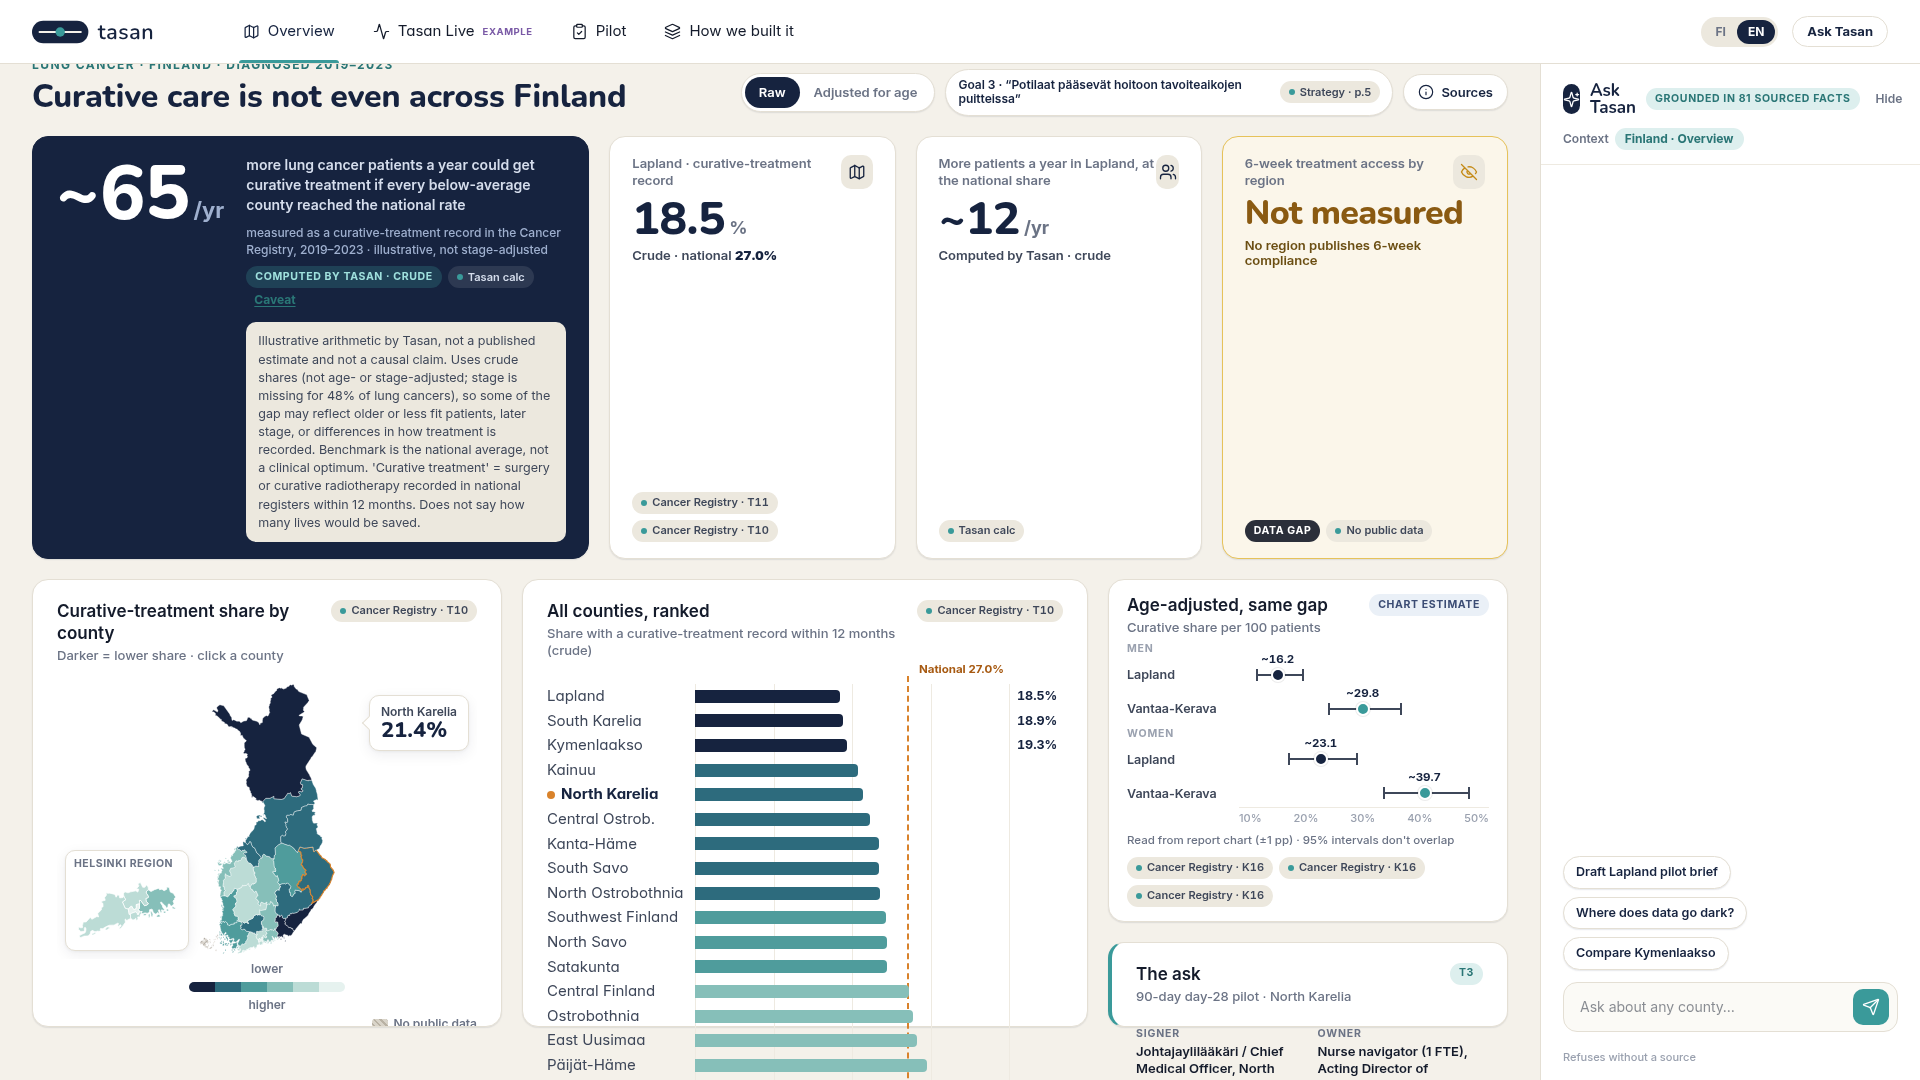 tasan
Overview
Tasan Live EXAMPLE
Pilot
How we built it
FI EN
Ask Tasan
LUNG CANCER · FINLAND · DIAGNOSED 2019–2023
Curative care is not even across Finland
Raw Adjusted for age
Goal 3 · “Potilaat pääsevät hoitoon tavoiteaikojen
puitteissa”
Strategy · p.5
Sources
~65/yr
more lung cancer patients a year could get
curative treatment if every below-average
county reached the national rate
measured as a curative-treatment record in the Cancer
Registry, 2019–2023 · illustrative, not stage-adjusted
COMPUTED BY TASAN · CRUDE Tasan calc
Caveat
Illustrative arithmetic by Tasan, not a published
estimate and not a causal claim. Uses crude
shares (not age- or stage-adjusted; stage is
missing for 48% of lung cancers), so some of the
gap may reflect older or less fit patients, later
stage, or differences in how treatment is
recorded. Benchmark is the national average, not
a clinical optimum. 'Curative treatment' = surgery
or curative radiotherapy recorded in national
registers within 12 months. Does not say how
many lives would be saved.
Lapland · curative-treatment
record
18.5 %
Crude · national 27.0%
Cancer Registry · T11
Cancer Registry · T10
More patients a year in Lapland, at
the national share
~12 /yr
Computed by Tasan · crude
Tasan calc
6-week treatment access by
region
Not measured
No region publishes 6-week
compliance
DATA GAP No public data
Curative-treatment share by
county
Cancer Registry · T10
Darker = lower share · click a county
North Karelia
21.4%
HELSINKI REGION
lower
higher
No public data
All counties, ranked
Cancer Registry · T10
Share with a curative-treatment record within 12 months
(crude)
National 27.0%
Lapland 18.5%
South Karelia 18.9%
Kymenlaakso 19.3%
Kainuu
North Karelia
Central Ostrob.
Kanta-Häme
South Savo
North Ostrobothnia
Southwest Finland
North Savo
Satakunta
Central Finland
Ostrobothnia
East Uusimaa
Päijät-Häme
Age-adjusted, same gap
CHART ESTIMATE
Curative share per 100 patients
MEN
~16.2
Lapland
~29.8
Vantaa-Kerava
WOMEN
~23.1
Lapland
~39.7
Vantaa-Kerava
10% 20% 30% 40% 50%
Read from report chart (±1 pp) · 95% intervals don't overlap
Cancer Registry · K16 Cancer Registry · K16
Cancer Registry · K16
The ask
T3
90-day day-28 pilot · North Karelia
SIGNER
Johtajaylilääkäri / Chief
Medical Officer, North
OWNER
Nurse navigator (1 FTE),
Acting Director of
Ask
Tasan
GROUNDED IN 81 SOURCED FACTS
Hide
Context Finland · Overview
Draft Lapland pilot brief
Where does data go dark?
Compare Kymenlaakso
Ask about any county...
Refuses without a source